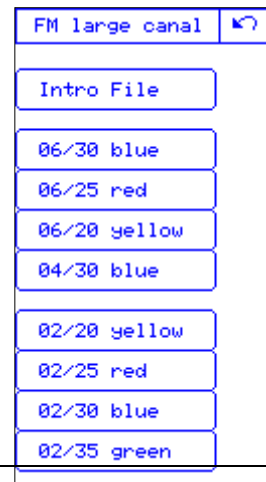 FM large canal
Intro File
06/30 blue
06/25 red
06/20 yellow
04/30 blue
02/20 yellow
02/25 red
02/30 blue
02/35 green